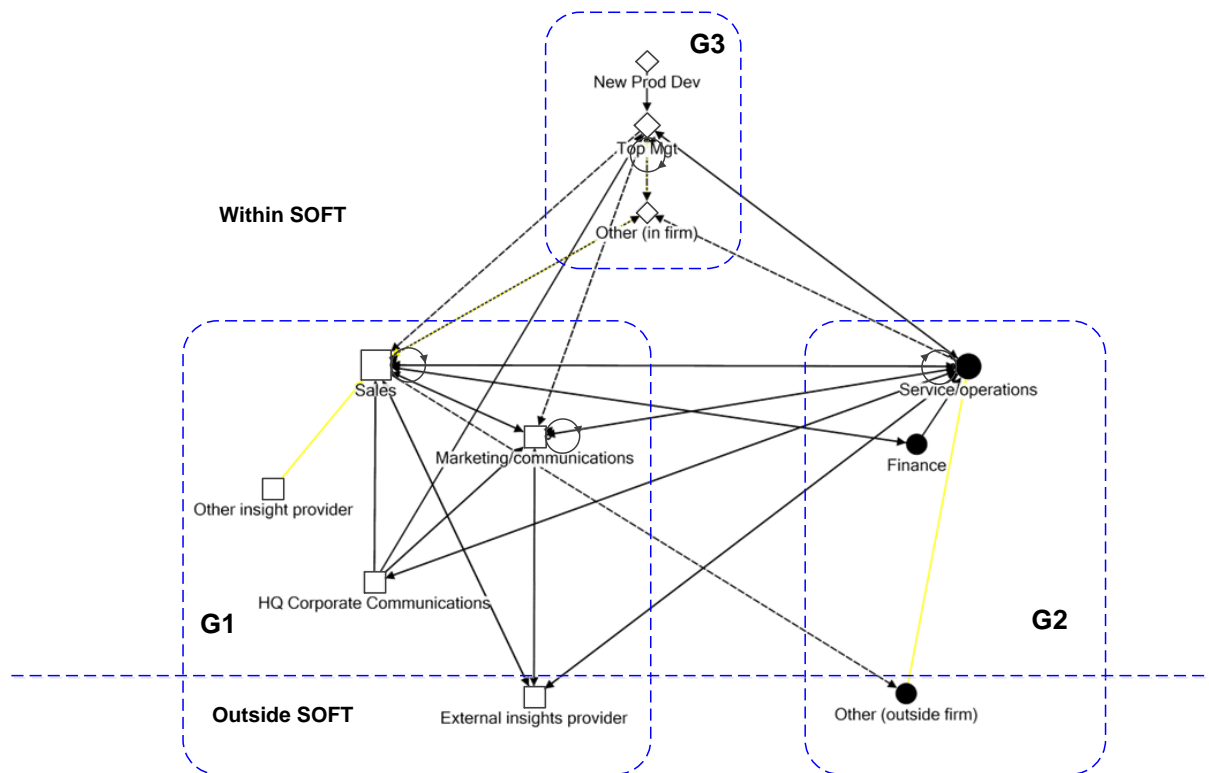 G3
New Prod Dev
Top Mgt
Within SOFT
Other (in firm)
Sales
Service/operations
Marketing/communications
Finance
Other insight provider
HQ Corporate Communications
G1
G2
Outside SOFT
External insights provider
Other (outside firm)